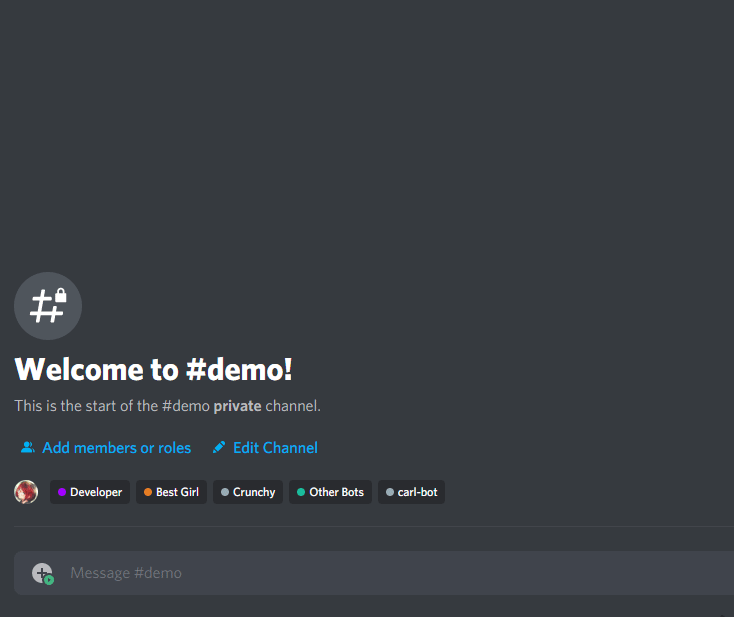 Welcome to #demo!
This is the start of the #demo private channel.
Add members or roles Edit Channel
Developer Best Girl Crunchy Other Bots carl-bot
Message #demo